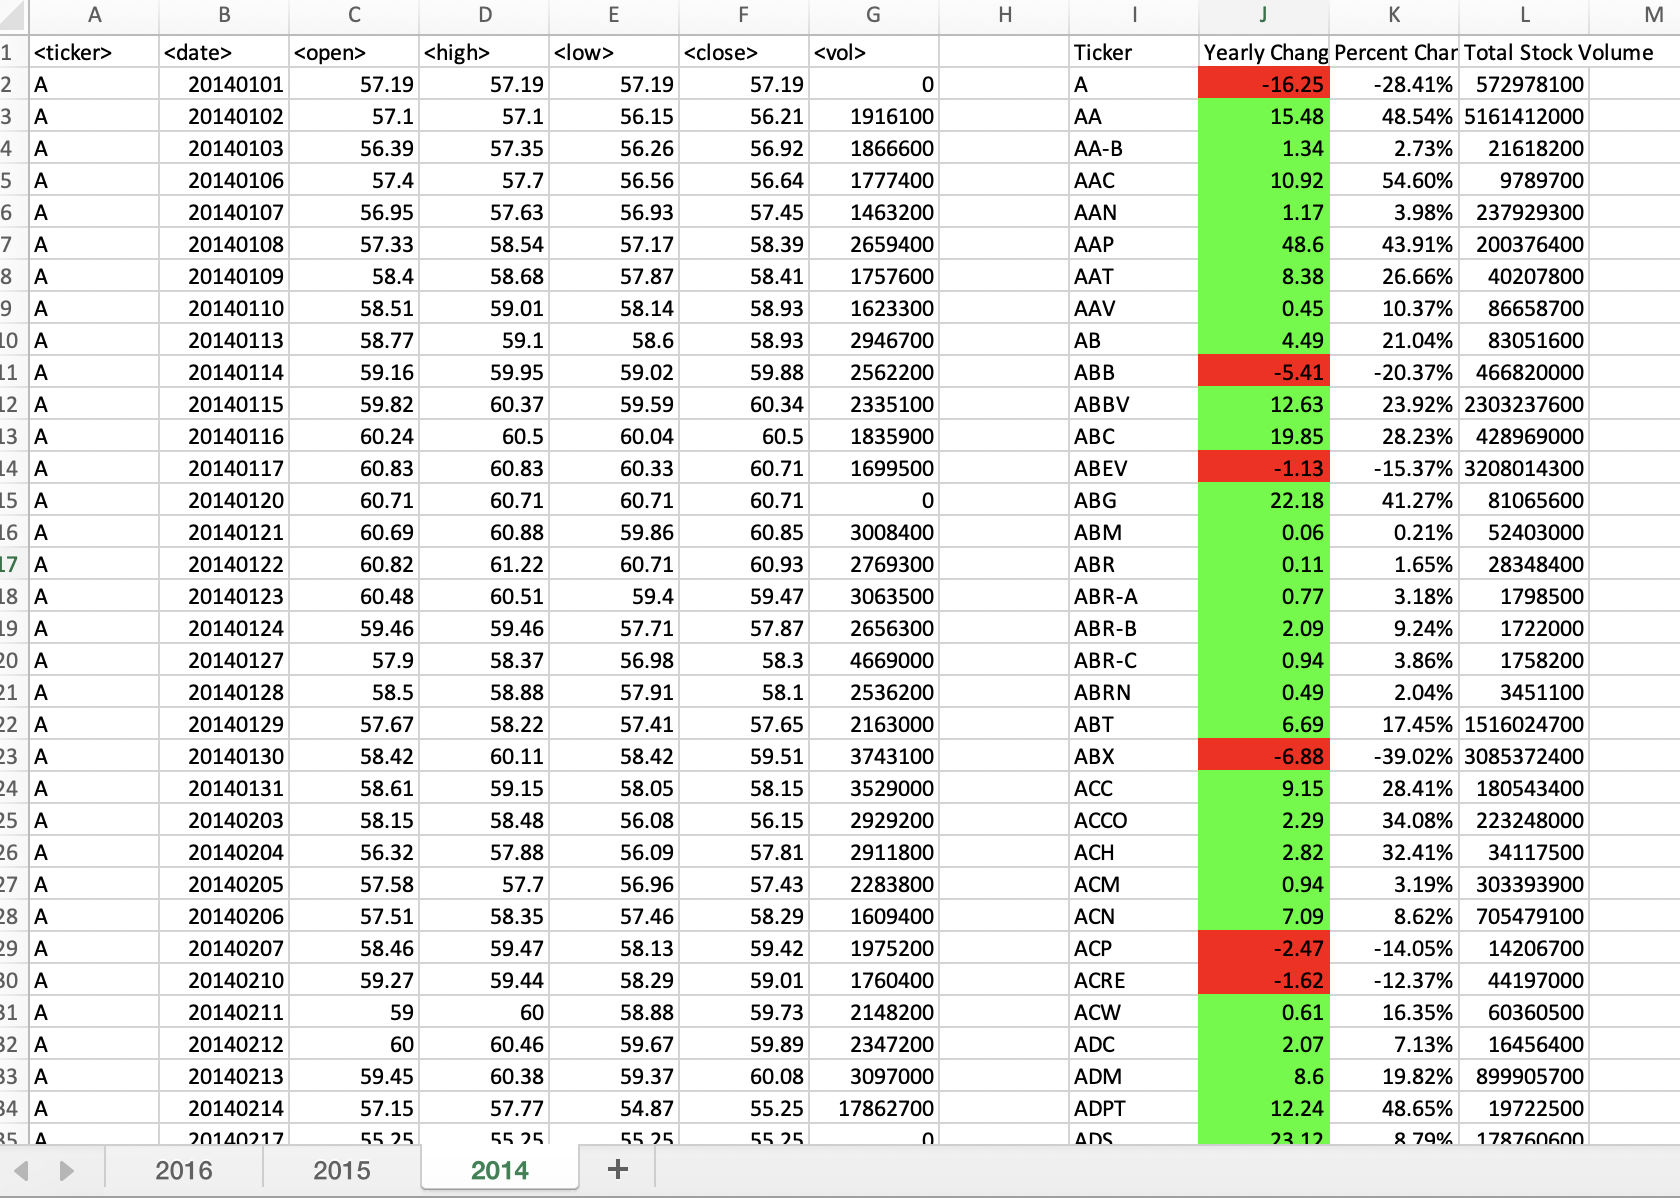 A B C D E F G H I J K L M
1 <ticker> <date> <open> <high> <low> <close> <vol> Ticker Yearly Chang Percent Char Total Stock Volume
2 A 20140101 57.19 57.19 57.19 57.19 0 A -16.25 -28.41% 572978100
3 A 20140102 57.1 57.1 56.15 56.21 1916100 AA 15.48 48.54% 5161412000
4 A 20140103 56.39 57.35 56.26 56.92 1866600 AA-B 1.34 2.73% 21618200
5 A 20140106 57.4 57.7 56.56 56.64 1777400 AAC 10.92 54.60% 9789700
6 A 20140107 56.95 57.63 56.93 57.45 1463200 AAN 1.17 3.98% 237929300
7 A 20140108 57.33 58.54 57.17 58.39 2659400 AAP 48.6 43.91% 200376400
8 A 20140109 58.4 58.68 57.87 58.41 1757600 AAT 8.38 26.66% 40207800
9 A 20140110 58.51 59.01 58.14 58.93 1623300 AAV 0.45 10.37% 86658700
10 A 20140113 58.77 59.1 58.6 58.93 2946700 AB 4.49 21.04% 83051600
11 A 20140114 59.16 59.95 59.02 59.88 2562200 ABB -5.41 -20.37% 466820000
12 A 20140115 59.82 60.37 59.59 60.34 2335100 ABBV 12.63 23.92% 2303237600
13 A 20140116 60.24 60.5 60.04 60.5 1835900 ABC 19.85 28.23% 428969000
14 A 20140117 60.83 60.83 60.33 60.71 1699500 ABEV -1.13 -15.37% 3208014300
15 A 20140120 60.71 60.71 60.71 60.71 0 ABG 22.18 41.27% 81065600
16 A 20140121 60.69 60.88 59.86 60.85 3008400 ABM 0.06 0.21% 52403000
17 A 20140122 60.82 61.22 60.71 60.93 2769300 ABR 0.11 1.65% 28348400
18 A 20140123 60.48 60.51 59.4 59.47 3063500 ABR-A 0.77 3.18% 1798500
19 A 20140124 59.46 59.46 57.71 57.87 2656300 ABR-B 2.09 9.24% 1722000
20 A 20140127 57.9 58.37 56.98 58.3 4669000 ABR-C 0.94 3.86% 1758200
21 A 20140128 58.5 58.88 57.91 58.1 2536200 ABRN 0.49 2.04% 3451100
22 A 20140129 57.67 58.22 57.41 57.65 2163000 ABT 6.69 17.45% 1516024700
23 A 20140130 58.42 60.11 58.42 59.51 3743100 ABX -6.88 -39.02% 3085372400
24 A 20140131 58.61 59.15 58.05 58.15 3529000 ACC 9.15 28.41% 180543400
25 A 20140203 58.15 58.48 56.08 56.15 2929200 ACCO 2.29 34.08% 223248000
26 A 20140204 56.32 57.88 56.09 57.81 2911800 ACH 2.82 32.41% 34117500
27 A 20140205 57.58 57.7 56.96 57.43 2283800 ACM 0.94 3.19% 303393900
28 A 20140206 57.51 58.35 57.46 58.29 1609400 ACN 7.09 8.62% 705479100
29 A 20140207 58.46 59.47 58.13 59.42 1975200 ACP -2.47 -14.05% 14206700
30 A 20140210 59.27 59.44 58.29 59.01 1760400 ACRE -1.62 -12.37% 44197000
31 A 20140211 59 60 58.88 59.73 2148200 ACW 0.61 16.35% 60360500
32 A 20140212 60 60.46 59.67 59.89 2347200 ADC 2.07 7.13% 16456400
33 A 20140213 59.45 60.38 59.37 60.08 3097000 ADM 8.6 19.82% 899905700
34 A 20140214 57.15 57.77 54.87 55.25 17862700 ADPT 12.24 48.65% 19722500
35 A 20140217 55.25 55.25 55.25 55.25 0 ADS 23.12 8.79% 178760600
2016 2015 2014 +